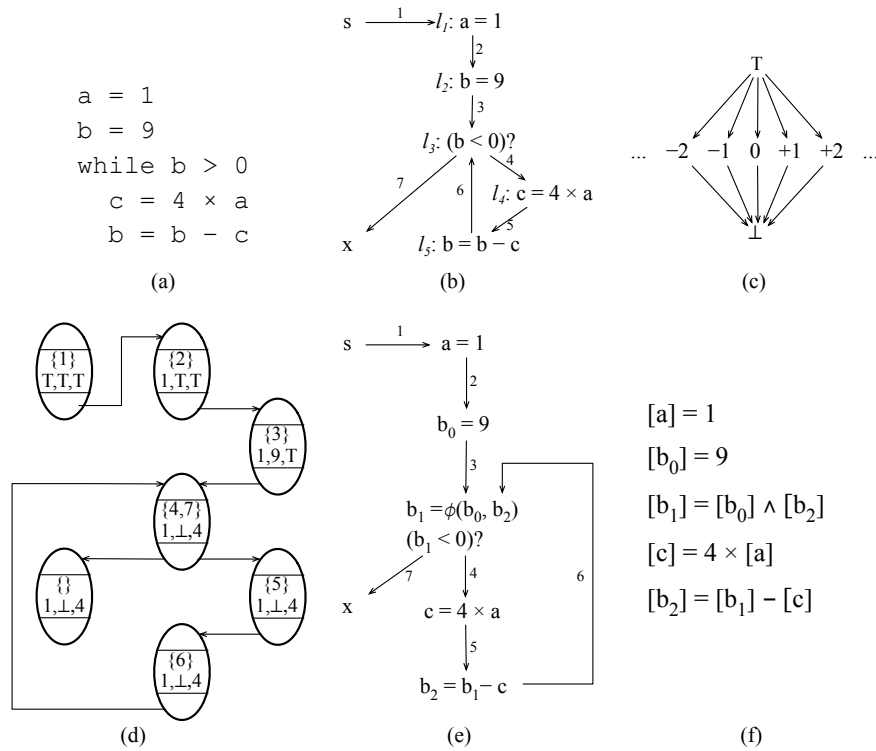 a = 1
b = 9
while b > 0
c = 4 × a
b = b − c
(a)
s
1
l1: a = 1
2
l2: b = 9
3
l3: (b < 0)?
7
6
4
l4: c = 4 × a
5
x
l5: b = b − c
(b)
T
... −2 −1 0 +1 +2 ...
⊥
(c)
{1}
T,T,T
{2}
1,T,T
{3}
1,9,T
{4,7}
1,⊥,4
{}
1,⊥,4
{5}
1,⊥,4
{6}
1,⊥,4
(d)
s
1
a = 1
2
b0 = 9
3
b1 =ϕ(b0, b2)
(b1 < 0)?
7
4
6
x
c = 4 × a
5
b2 = b1− c
(e)
[a] = 1
[b0] = 9
[b1] = [b0] ∧ [b2]
[c] = 4 × [a]
[b2] = [b1] − [c]
(f)